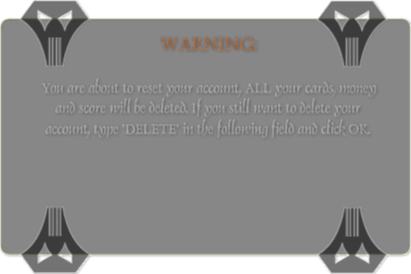 WARNING:
You are about to reset your account, ALL your cards, money
and score will be deleted. If you still want to delete your
account, type "DELETE" in the following field and click OK.